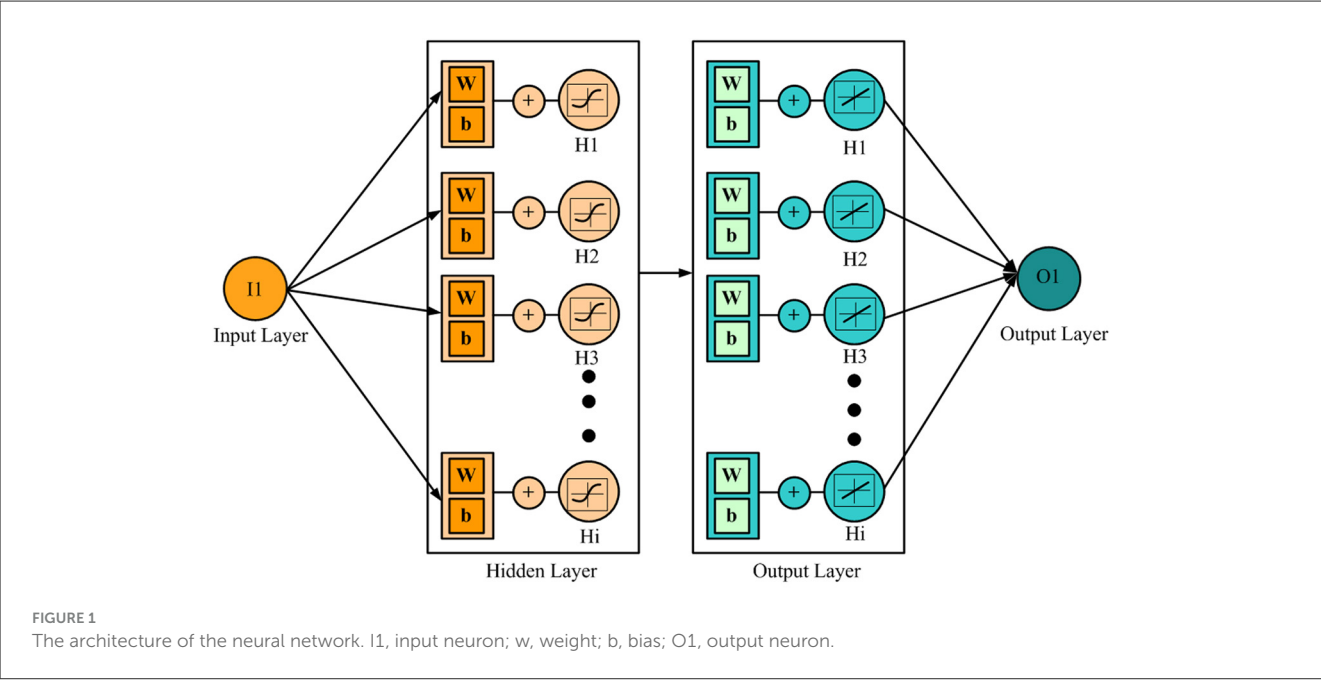 W
b
+
H1
W
b
+
H2
W
b
+
H3
W
b
+
Hi
Hidden Layer
I1
Input Layer
W
b
+
H1
W
b
+
H2
W
b
+
H3
W
b
+
Hi
Output Layer
O1
Output Layer
FIGURE 1
The architecture of the neural network. I1, input neuron; w, weight; b, bias; O1, output neuron.